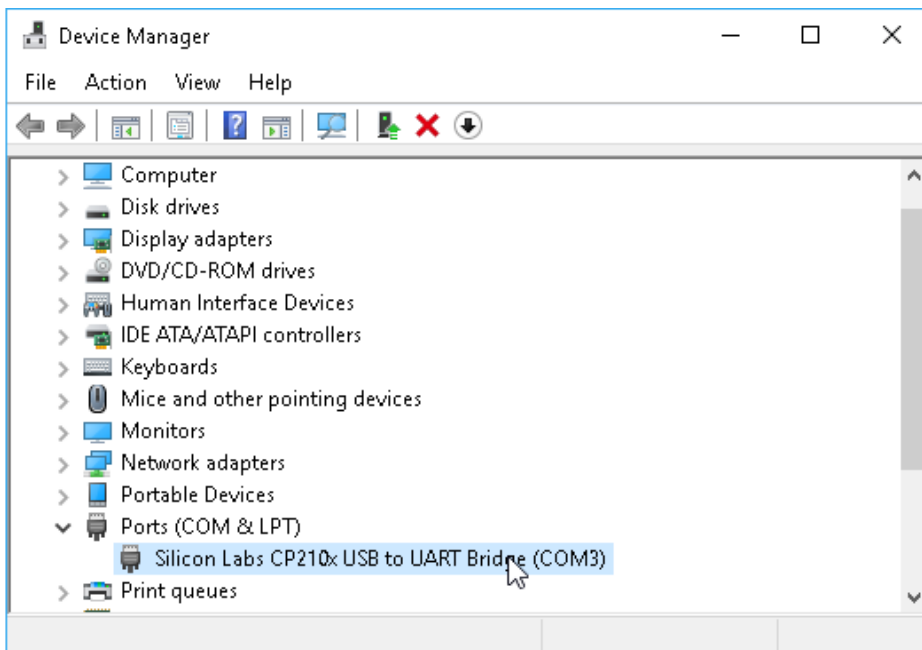 Device Manager
File Action View Help
Computer
Disk drives
Display adapters
DVD/CD-ROM drives
Human Interface Devices
IDE ATA/ATAPI controllers
Keyboards
Mice and other pointing devices
Monitors
Network adapters
Portable Devices
Ports (COM & LPT)
Silicon Labs CP210x USB to UART Bridge (COM3)
Print queues